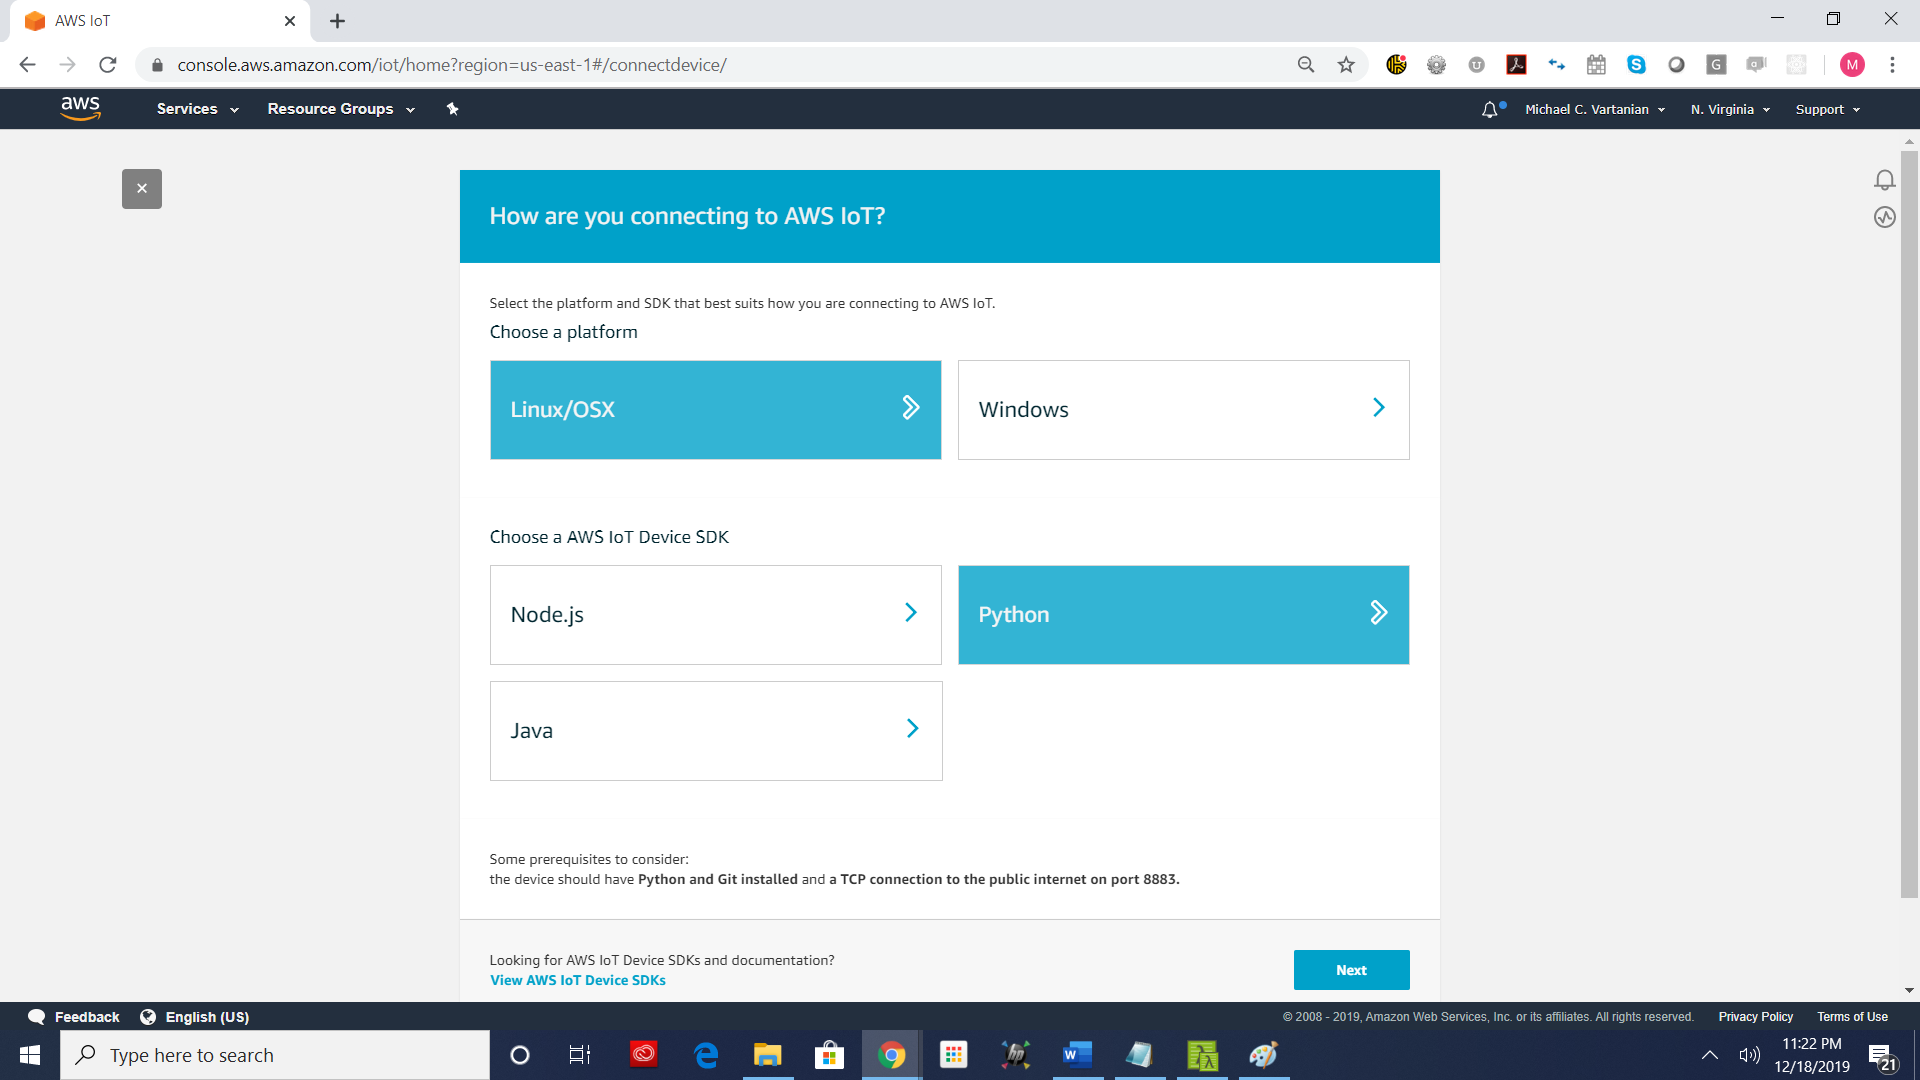 AWS IoT
console.aws.amazon.com/iot/home?region=us-east-1#/connectdevice/
M
aws
Services
Resource Groups
Michael C. Vartanian
N. Virginia
Support
How are you connecting to AWS IoT?
Select the platform and SDK that best suits how you are connecting to AWS IoT.
Choose a platform
Linux/OSX
Windows
Choose a AWS IoT Device SDK
Node.js
Python
Java
Some prerequisites to consider:
the device should have Python and Git installed and a TCP connection to the public internet on port 8883.
Looking for AWS IoT Device SDKs and documentation?
View AWS IoT Device SDKs
Next
Feedback
English (US)
© 2008 - 2019, Amazon Web Services, Inc. or its affiliates. All rights reserved.
Privacy Policy
Terms of Use
Type here to search
11:22 PM
12/18/2019
21